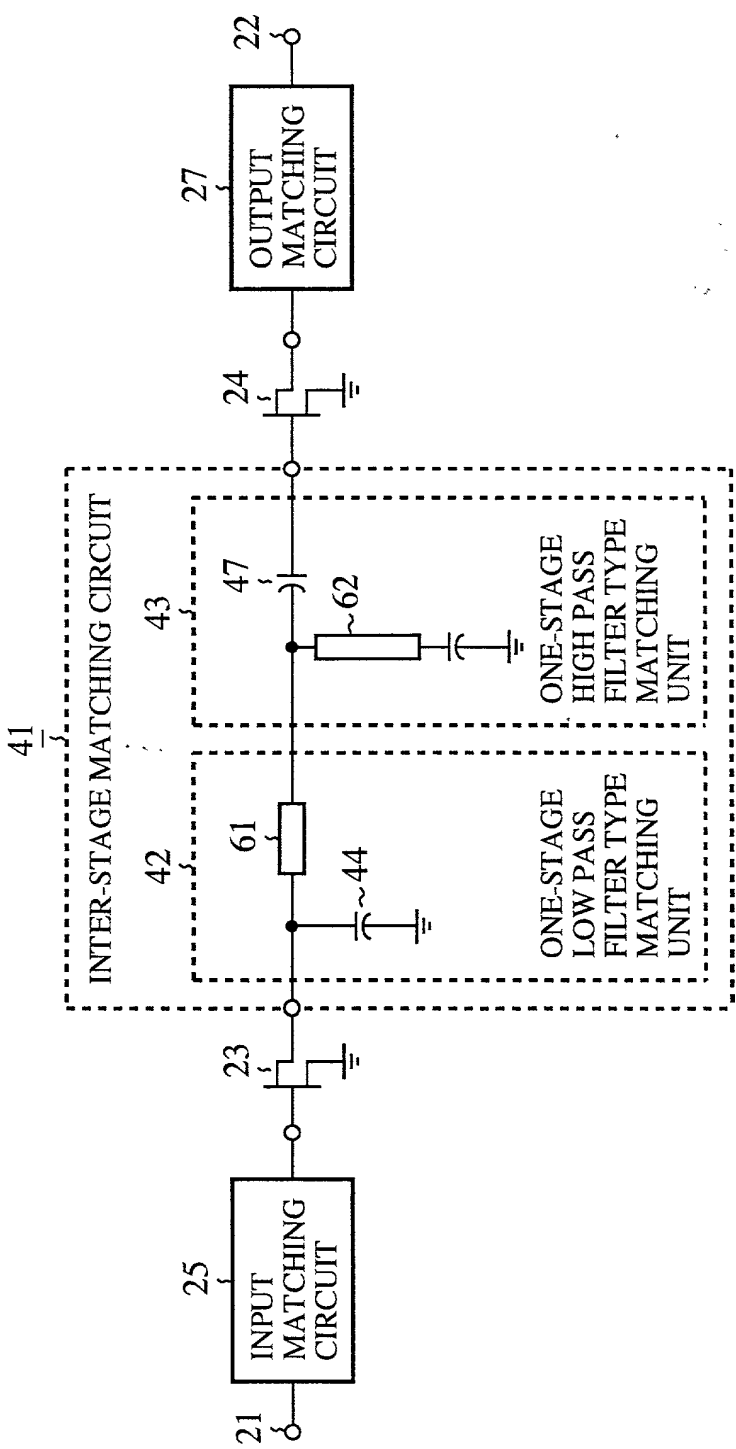 41
INTER-STAGE MATCHING CIRCUIT
21
25
INPUT
MATCHING
CIRCUIT
23
42
44
61
ONE-STAGE
LOW PASS
FILTER TYPE
MATCHING
UNIT
43
62
47
ONE-STAGE
HIGH PASS
FILTER TYPE
MATCHING
UNIT
24
27
OUTPUT
MATCHING
CIRCUIT
22